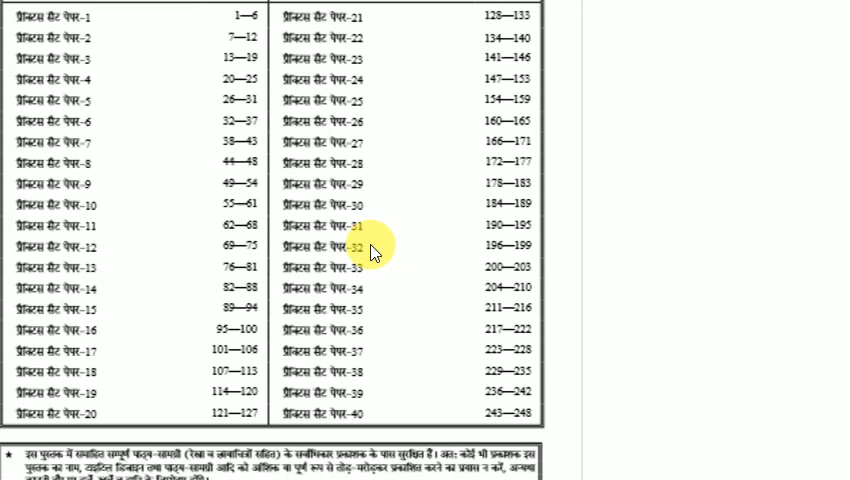 प्रैक्टिस सैट पेपर-1 1—6
प्रैक्टिस सैट पेपर-2 7—12
प्रैक्टिस सैट पेपर-3 13—19
प्रैक्टिस सैट पेपर-4 20—25
प्रैक्टिस सैट पेपर-5 26—31
प्रैक्टिस सैट पेपर-6 32—37
प्रैक्टिस सैट पेपर-7 38—43
प्रैक्टिस सैट पेपर-8 44—48
प्रैक्टिस सैट पेपर-9 49—54
प्रैक्टिस सैट पेपर-10 55—61
प्रैक्टिस सैट पेपर-11 62—68
प्रैक्टिस सैट पेपर-12 69—75
प्रैक्टिस सैट पेपर-13 76—81
प्रैक्टिस सैट पेपर-14 82—88
प्रैक्टिस सैट पेपर-15 89—94
प्रैक्टिस सैट पेपर-16 95—100
प्रैक्टिस सैट पेपर-17 101—106
प्रैक्टिस सैट पेपर-18 107—113
प्रैक्टिस सैट पेपर-19 114—120
प्रैक्टिस सैट पेपर-20 121—127
प्रैक्टिस सैट पेपर-21 128—133
प्रैक्टिस सैट पेपर-22 134—140
प्रैक्टिस सैट पेपर-23 141—146
प्रैक्टिस सैट पेपर-24 147—153
प्रैक्टिस सैट पेपर-25 154—159
प्रैक्टिस सैट पेपर-26 160—165
प्रैक्टिस सैट पेपर-27 166—171
प्रैक्टिस सैट पेपर-28 172—177
प्रैक्टिस सैट पेपर-29 178—183
प्रैक्टिस सैट पेपर-30 184—189
प्रैक्टिस सैट पेपर-31 190—195
प्रैक्टिस सैट पेपर-32 196—199
प्रैक्टिस सैट पेपर-33 200—203
प्रैक्टिस सैट पेपर-34 204—210
प्रैक्टिस सैट पेपर-35 211—216
प्रैक्टिस सैट पेपर-36 217—222
प्रैक्टिस सैट पेपर-37 223—228
प्रैक्टिस सैट पेपर-38 229—235
प्रैक्टिस सैट पेपर-39 236—242
प्रैक्टिस सैट पेपर-40 243—248
★ इस पुस्तक में समाहित सम्पूर्ण पाठ्य-सामग्री (रेखा व छायाचित्रों सहित) के सर्वाधिकार प्रकाशक के पास सुरक्षित हैं। अतः कोई भी प्रकाशक इस
पुस्तक का नाम, टाइटिल डिजाइन तथा पाठ्य-सामग्री आदि को आंशिक या पूर्ण रूप से तोड़-मरोड़कर प्रकाशित करने का प्रयास न करें, अन्यथा